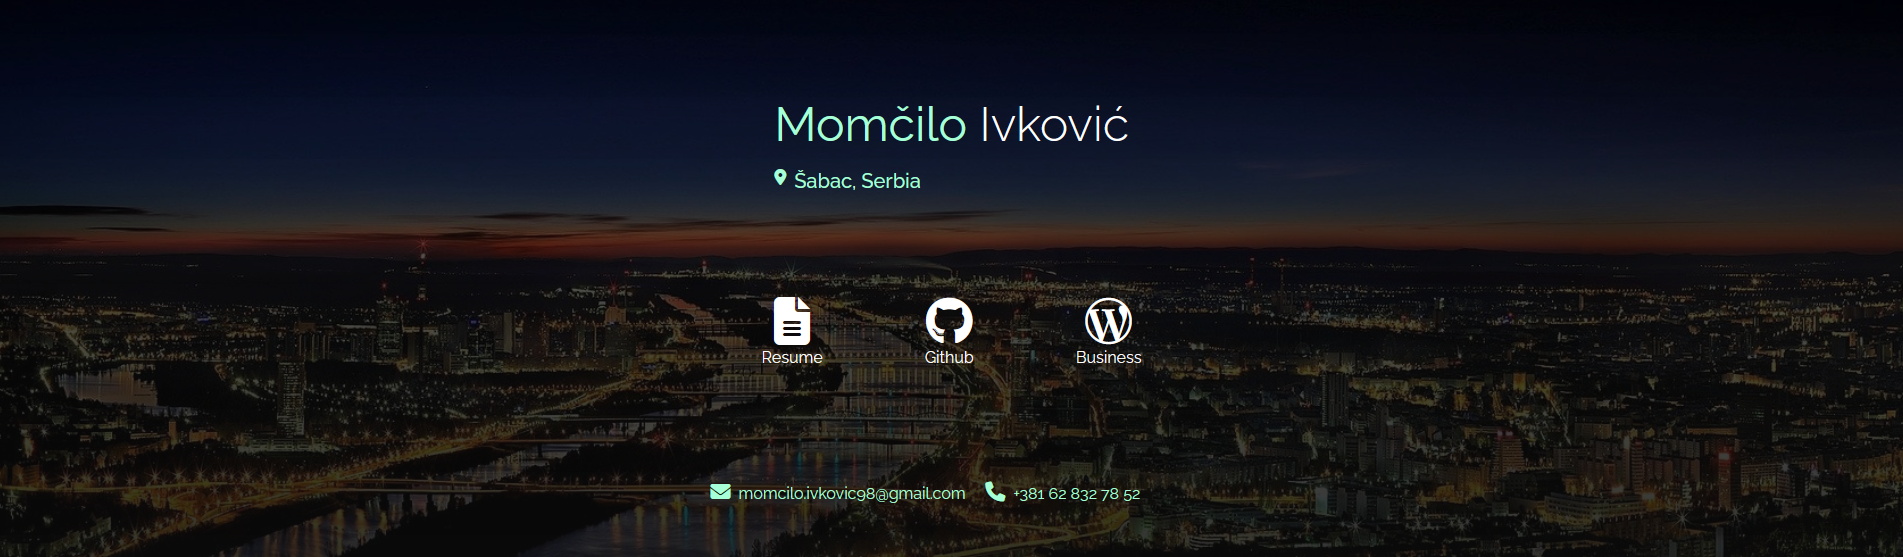 Momčilo Ivković
Šabac, Serbia
Resume Github Business
momcilo.ivkovic98@gmail.com +381 62 832 78 52